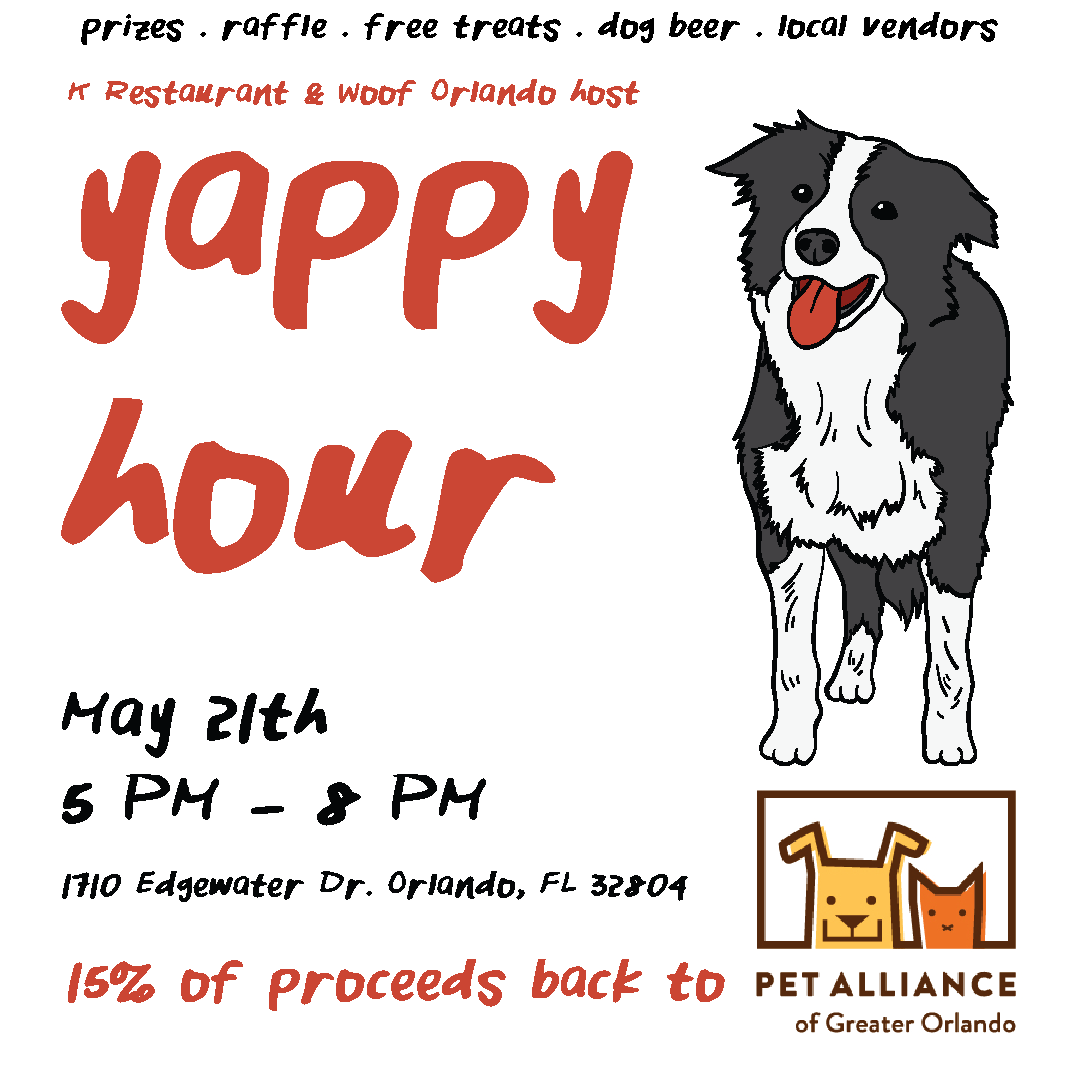 prizes . raffle . free treats . dog beer . local vendors
K Restaurant & Woof Orlando host
yappy
hour
May 21th
5 PM - 8 PM
1710 Edgewater Dr. Orlando, FL 32804
15% of proceeds back to
PET ALLIANCE
of Greater Orlando